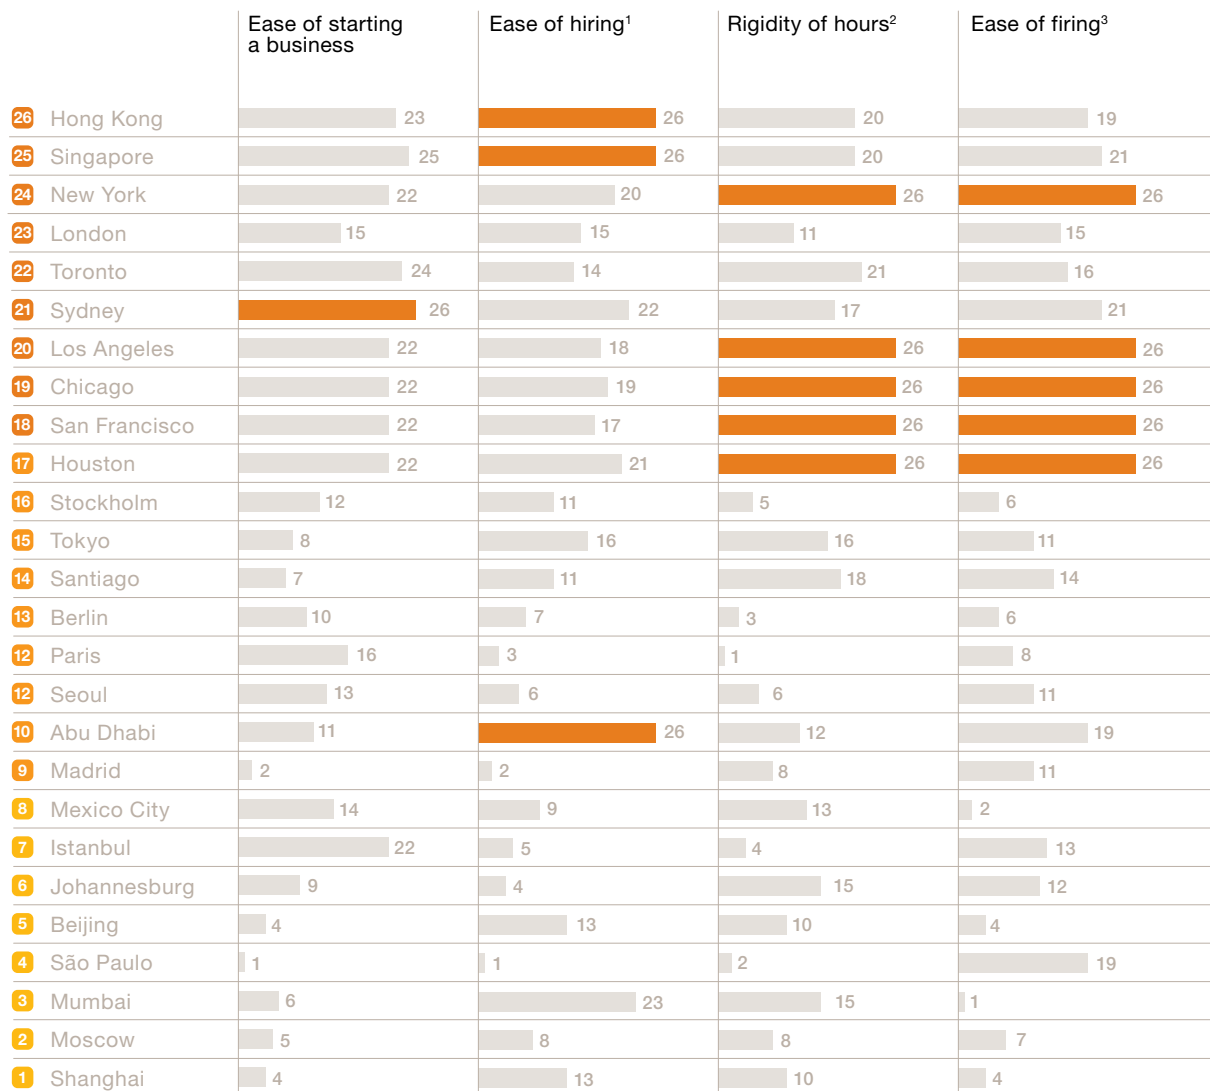 Ease of starting
a business
Ease of hiring¹
Rigidity of hours²
Ease of firing³
26 Hong Kong 23 26 20 19
25 Singapore 25 26 20 21
24 New York 22 20 26 26
23 London 15 15 11 15
22 Toronto 24 14 21 16
21 Sydney 26 22 17 21
20 Los Angeles 22 18 26 26
19 Chicago 22 19 26 26
18 San Francisco 22 17 26 26
17 Houston 22 21 26 26
16 Stockholm 12 11 5 6
15 Tokyo 8 16 16 11
14 Santiago 7 11 18 14
13 Berlin 10 7 3 6
12 Paris 16 3 1 8
12 Seoul 13 6 6 11
10 Abu Dhabi 11 26 12 19
9 Madrid 2 2 8 11
8 Mexico City 14 9 13 2
7 Istanbul 22 5 4 13
6 Johannesburg 9 4 15 12
5 Beijing 4 13 10 4
4 São Paulo 1 1 2 19
3 Mumbai 6 23 15 1
2 Moscow 5 8 8 7
1 Shanghai 4 13 10 4